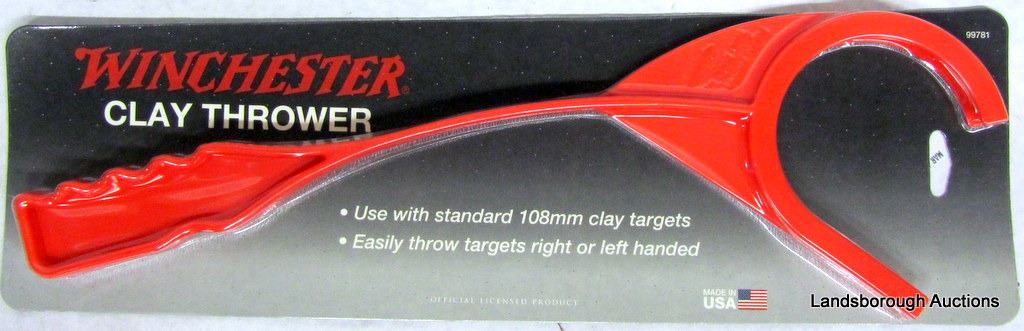 99781
WINCHESTER®
CLAY THROWER
• Use with standard 108mm clay targets
• Easily throw targets right or left handed
OFFICIAL LICENSED PRODUCT
MADE IN
USA
Landsborough Auctions